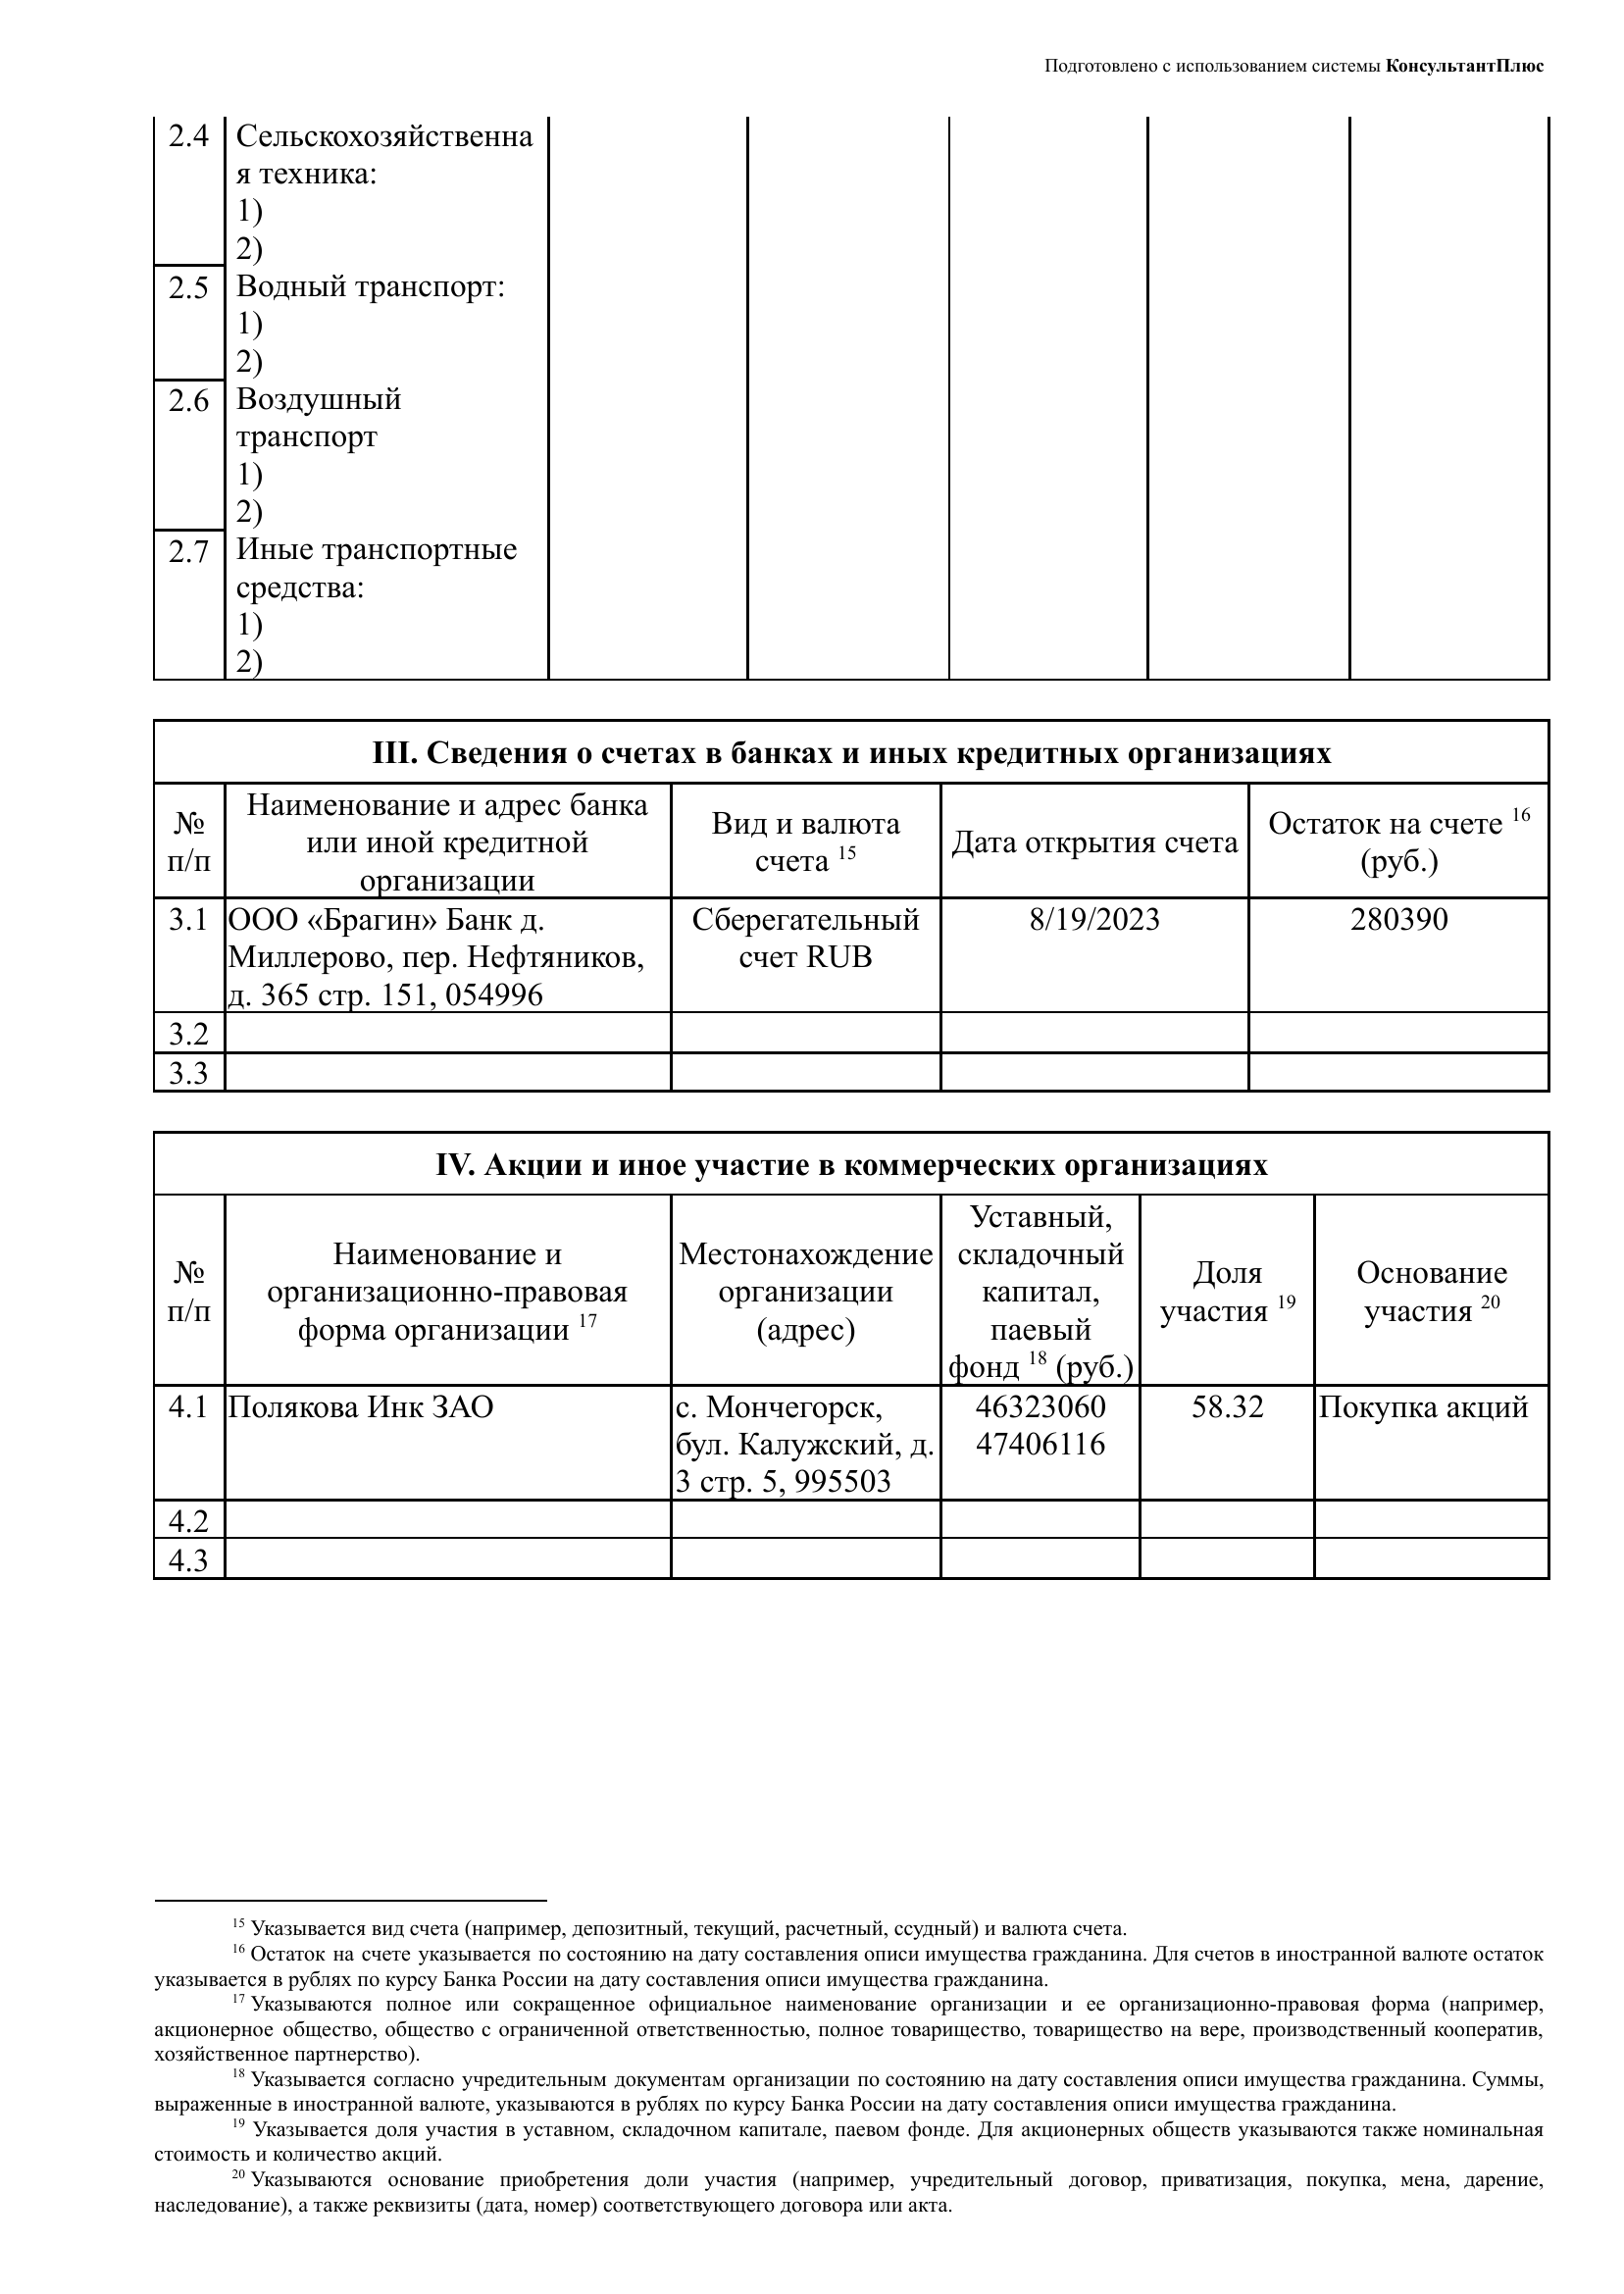 Подготовлено с использованием системы КонсультантПлюс
2.4 Сельскохозяйственна
я техника:
1)
2)
2.5 Водный транспорт:
1)
2)
2.6 Воздушный
транспорт
1)
2)
2.7 Иные транспортные
средства:
1)
2)
III. Сведения о счетах в банках и иных кредитных организациях
№
п/п
Наименование и адрес банка
или иной кредитной
организации
Вид и валюта
счета 15
Дата открытия счета
Остаток на счете 16
(руб.)
3.1
ООО «Брагин» Банк д.
Миллерово, пер. Нефтяников,
д. 365 стр. 151, 054996
Сберегательный
счет RUB
8/19/2023
280390
3.2
3.3
IV. Акции и иное участие в коммерческих организациях
№
п/п
Наименование и
организационно-правовая
форма организации 17
Местонахождение
организации
(адрес)
Уставный,
складочный
капитал,
паевый
фонд 18 (руб.)
Доля
участия 19
Основание
участия 20
4.1
Полякова Инк ЗАО
с. Мончегорск,
бул. Калужский, д.
3 стр. 5, 995503
46323060
47406116
58.32
Покупка акций
4.2
4.3
15 Указывается вид счета (например, депозитный, текущий, расчетный, ссудный) и валюта счета.
16 Остаток на счете указывается по состоянию на дату составления описи имущества гражданина. Для счетов в иностранной валюте остаток
указывается в рублях по курсу Банка России на дату составления описи имущества гражданина.
17 Указываются полное или сокращенное официальное наименование организации и ее организационно-правовая форма (например,
акционерное общество, общество с ограниченной ответственностью, полное товарищество, товарищество на вере, производственный кооператив,
хозяйственное партнерство).
18 Указывается согласно учредительным документам организации по состоянию на дату составления описи имущества гражданина. Суммы,
выраженные в иностранной валюте, указываются в рублях по курсу Банка России на дату составления описи имущества гражданина.
19 Указывается доля участия в уставном, складочном капитале, паевом фонде. Для акционерных обществ указываются также номинальная
стоимость и количество акций.
20 Указываются основание приобретения доли участия (например, учредительный договор, приватизация, покупка, мена, дарение,
наследование), а также реквизиты (дата, номер) соответствующего договора или акта.